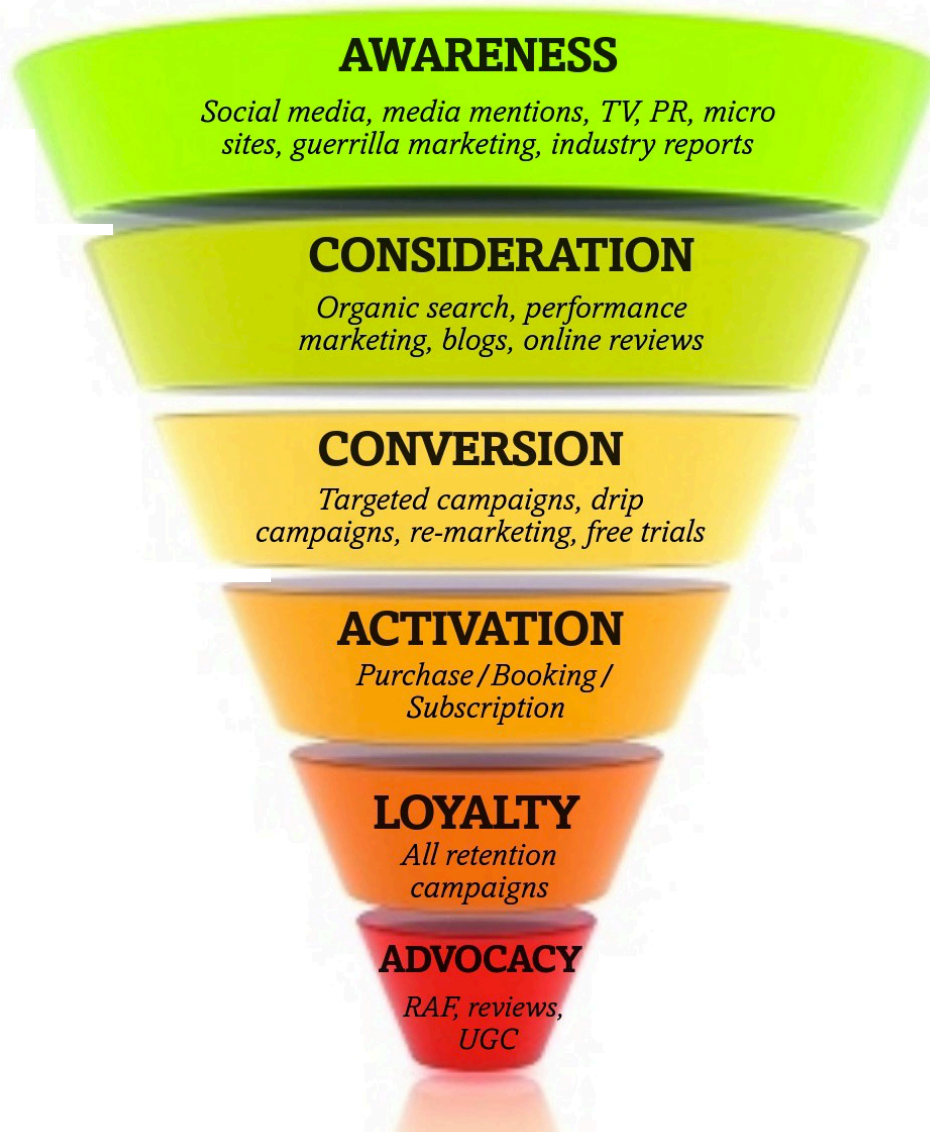 AWARENESS
Social media, media mentions, TV, PR, micro
sites, guerrilla marketing, industry reports
CONSIDERATION
Organic search, performance
marketing, blogs, online reviews
CONVERSION
Targeted campaigns, drip
campaigns, re-marketing, free trials
ACTIVATION
Purchase/Booking/
Subscription
LOYALTY
All retention
campaigns
ADVOCACY
RAF, reviews,
UGC